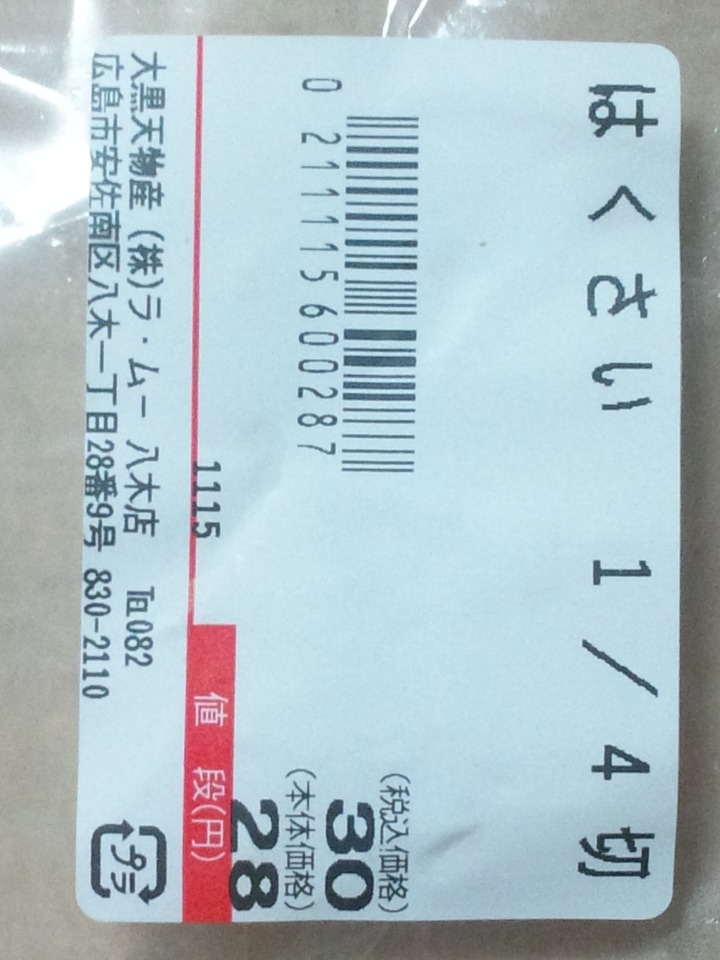 はくさい 1/4切
0 211115 600287
(税込価格)
30
(本体価格)
28
値段(円)
1115
大黒天物産(株)ラ・ムー 八木店 ℡082
広島市安佐南区八木一丁目28番9号 830-2110
プラ